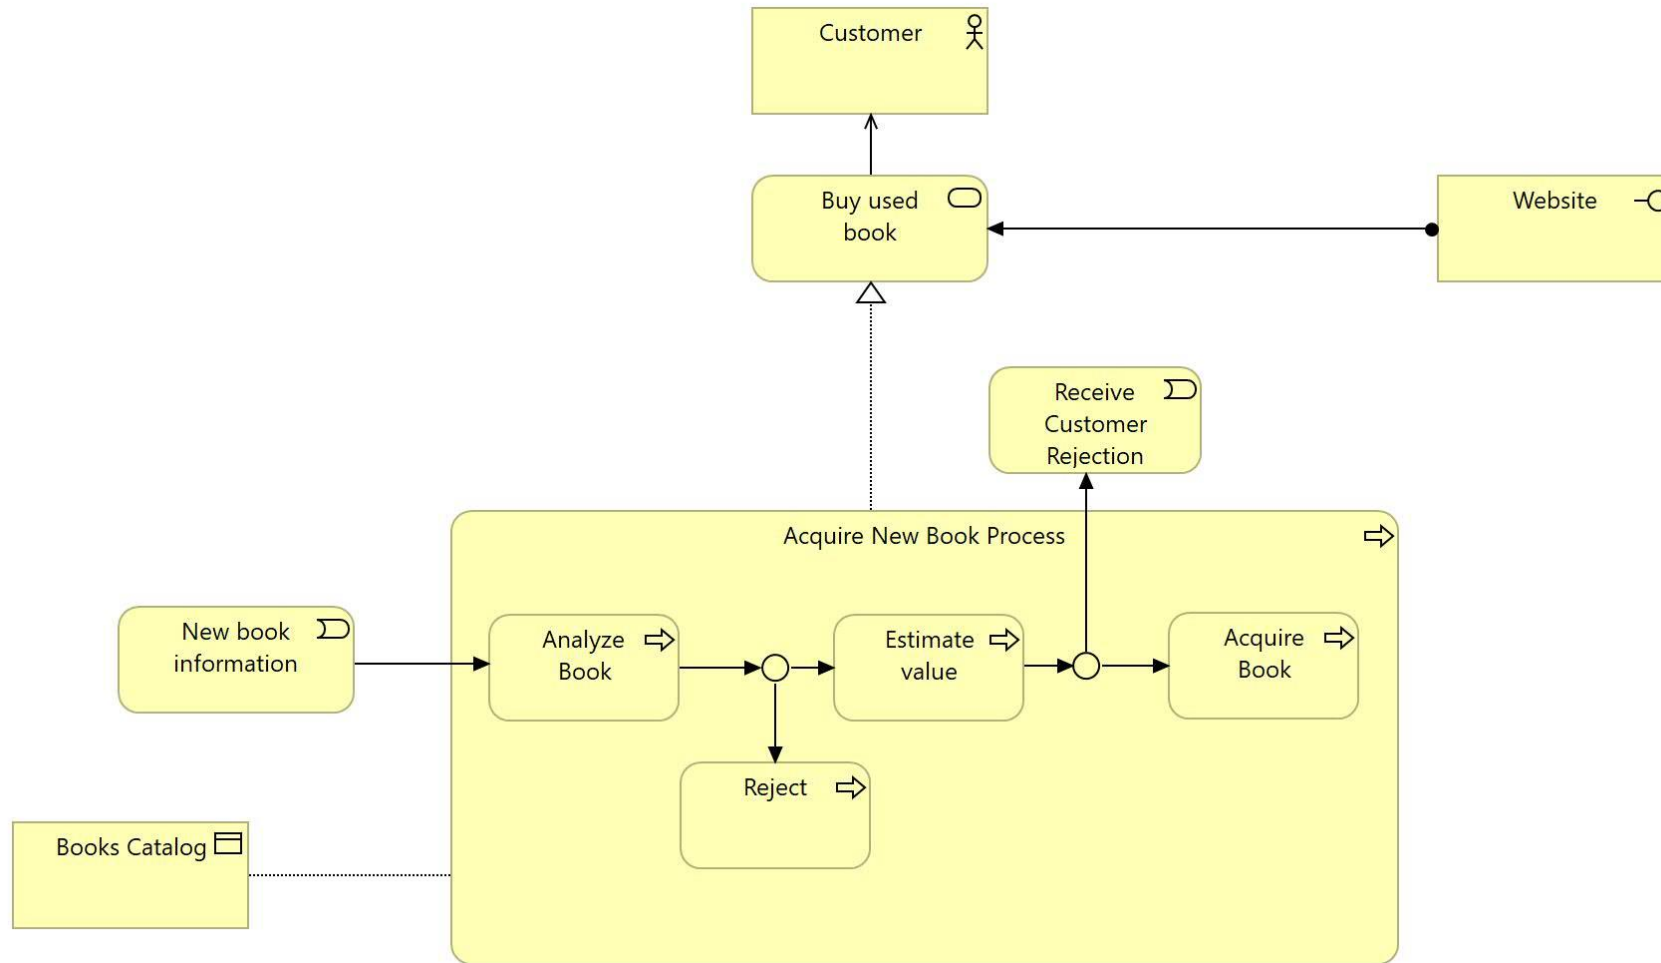 Customer
Buy used
book
Website
Receive
Customer
Rejection
Acquire New Book Process
New book
information
Analyze
Book
Estimate
value
Acquire
Book
Reject
Books Catalog